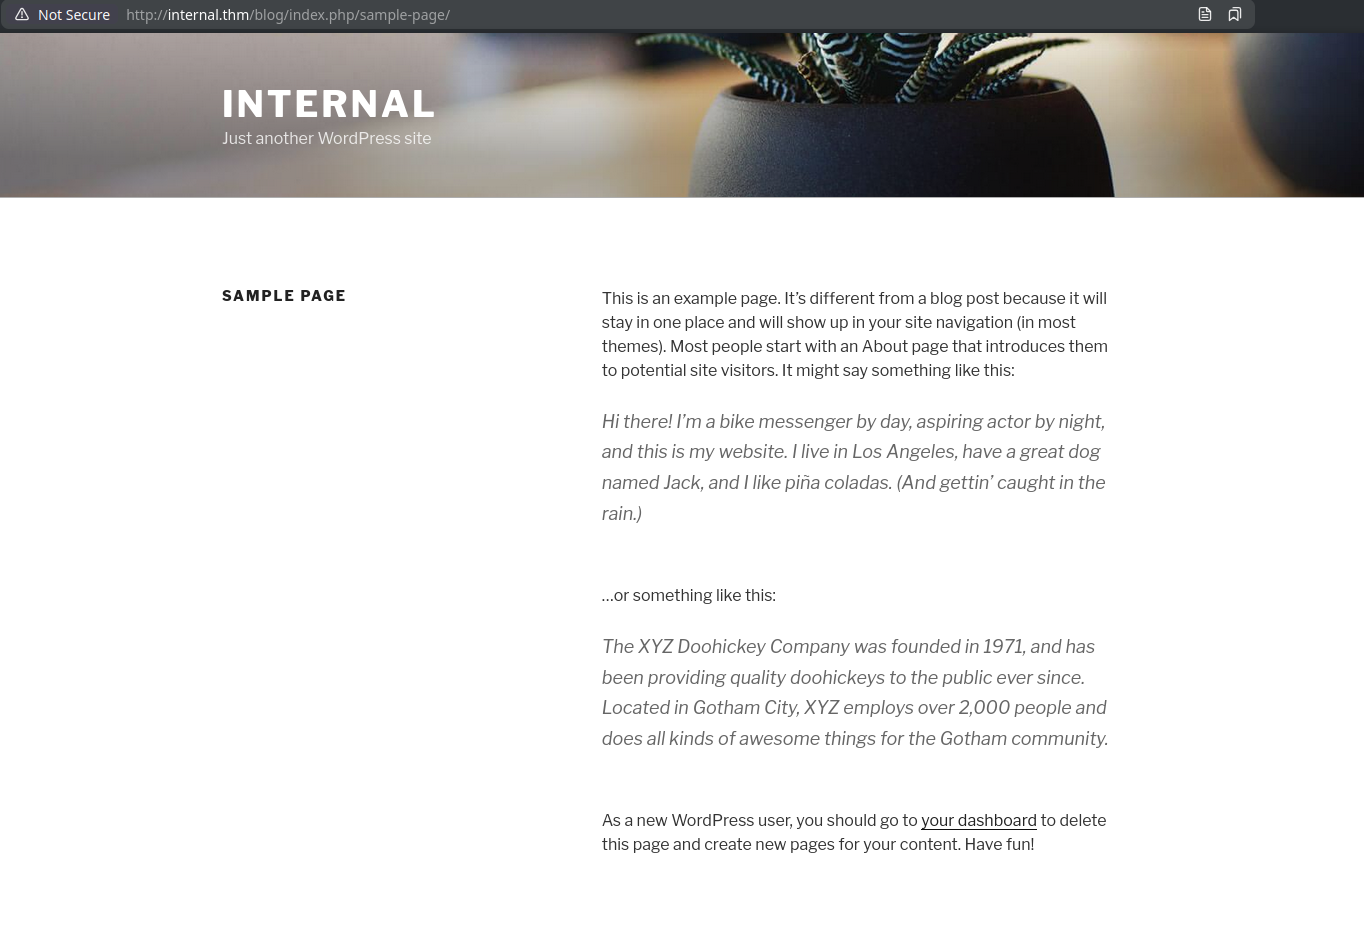 Not Secure http://internal.thm/blog/index.php/sample-page/
INTERNAL
Just another WordPress site
SAMPLE PAGE
This is an example page. It’s different from a blog post because it will
stay in one place and will show up in your site navigation (in most
themes). Most people start with an About page that introduces them
to potential site visitors. It might say something like this:
Hi there! I’m a bike messenger by day, aspiring actor by night,
and this is my website. I live in Los Angeles, have a great dog
named Jack, and I like piña coladas. (And gettin’ caught in the
rain.)
…or something like this:
The XYZ Doohickey Company was founded in 1971, and has
been providing quality doohickeys to the public ever since.
Located in Gotham City, XYZ employs over 2,000 people and
does all kinds of awesome things for the Gotham community.
As a new WordPress user, you should go to your dashboard to delete
this page and create new pages for your content. Have fun!